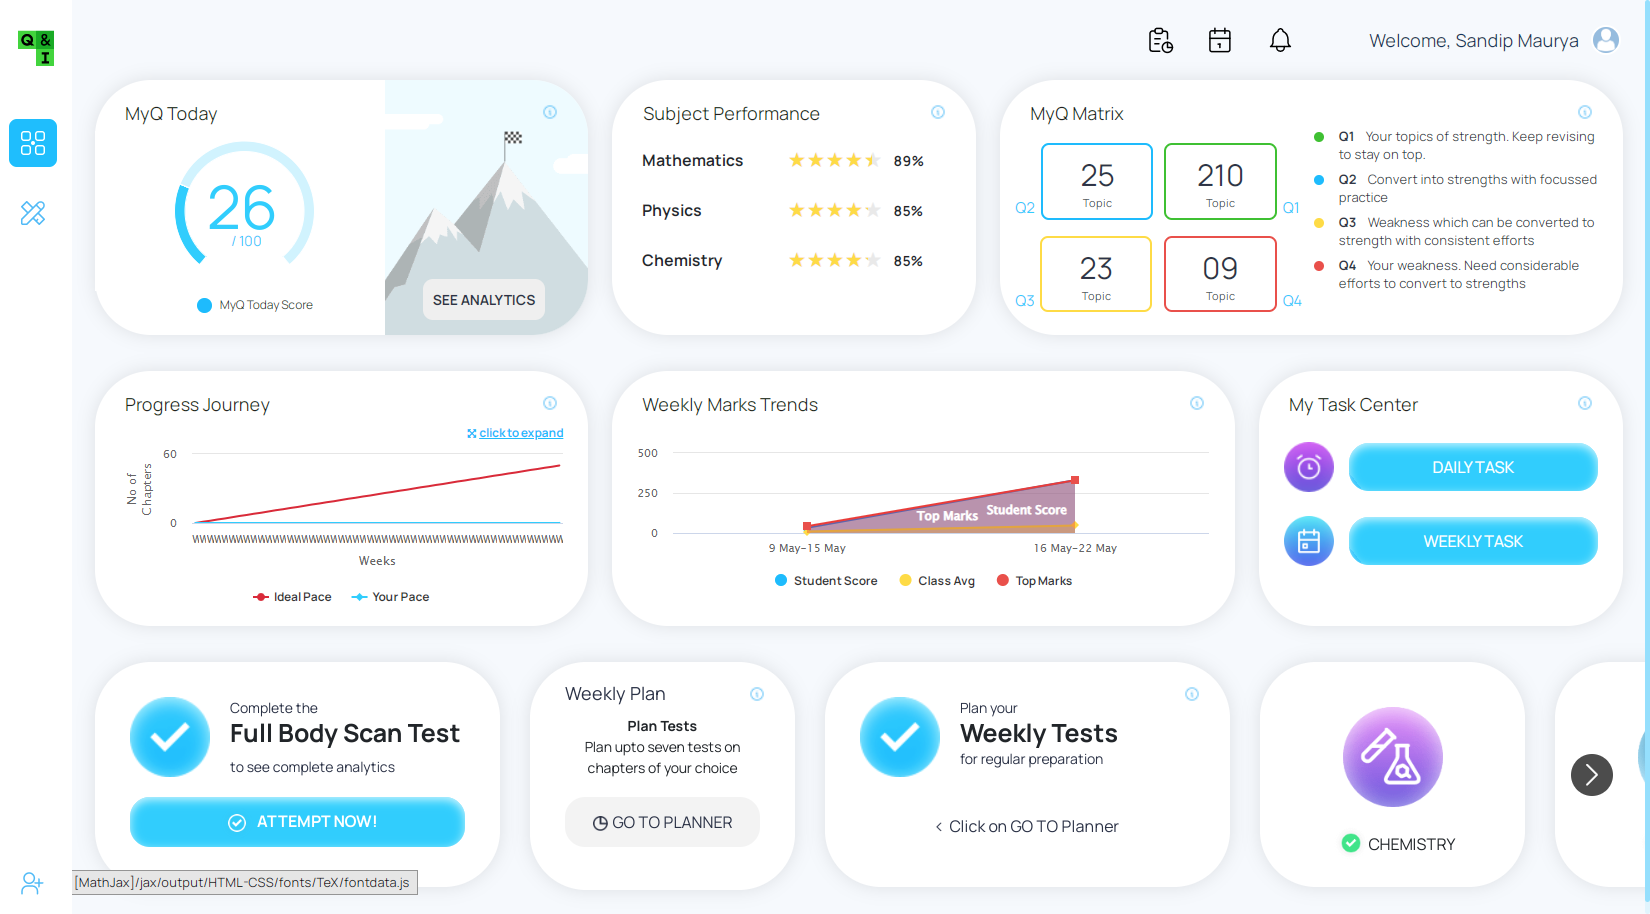 Q &
I
Welcome, Sandip Maurya
MyQ Today
26
/ 100
MyQ Today Score
SEE ANALYTICS
Subject Performance
Mathematics 89%
Physics 85%
Chemistry 85%
MyQ Matrix
Q2
25
Topic
210
Topic
Q1
Q3
23
Topic
09
Topic
Q4
Q1 Your topics of strength. Keep revising
to stay on top.
Q2 Convert into strengths with focussed
practice
Q3 Weakness which can be converted to
strength with consistent efforts
Q4 Your weakness. Need considerable
efforts to convert to strengths
Progress Journey
click to expand
No of
Chapters
60
0
Weeks
Ideal Pace Your Pace
Weekly Marks Trends
500
250
0
Top Marks Student Score
9 May-15 May 16 May-22 May
Student Score Class Avg Top Marks
My Task Center
DAILY TASK
WEEKLY TASK
Complete the
Full Body Scan Test
to see complete analytics
ATTEMPT NOW!
Weekly Plan
Plan Tests
Plan upto seven tests on
chapters of your choice
GO TO PLANNER
Plan your
Weekly Tests
for regular preparation
< Click on GO TO Planner
CHEMISTRY
[MathJax]/jax/output/HTML-CSS/fonts/TeX/fontdata.js